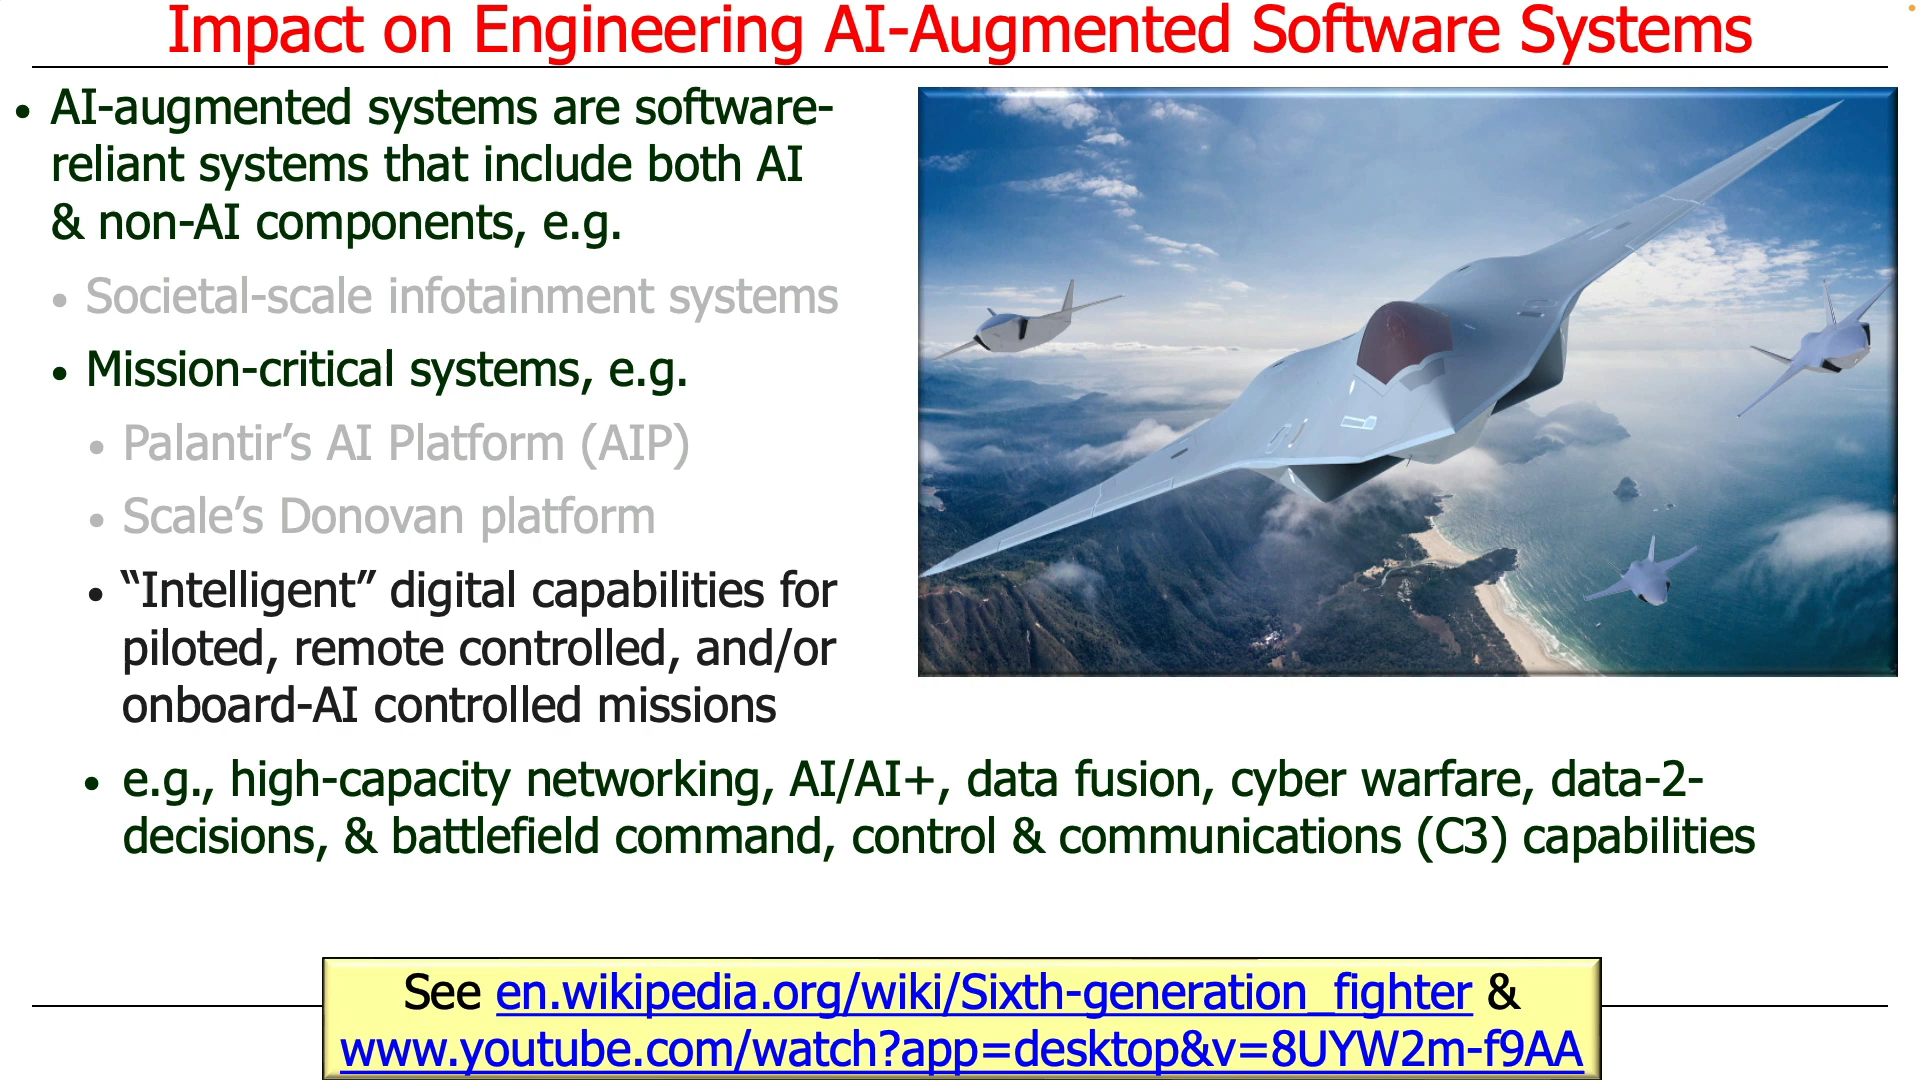 Impact on Engineering AI-Augmented Software Systems
• AI-augmented systems are software-
reliant systems that include both AI
& non-AI components, e.g.
• Societal-scale infotainment systems
• Mission-critical systems, e.g.
• Palantir’s AI Platform (AIP)
• Scale’s Donovan platform
• “Intelligent” digital capabilities for
piloted, remote controlled, and/or
onboard-AI controlled missions
• e.g., high-capacity networking, AI/AI+, data fusion, cyber warfare, data-2-
decisions, & battlefield command, control & communications (C3) capabilities
See en.wikipedia.org/wiki/Sixth-generation_fighter &
www.youtube.com/watch?app=desktop&v=8UYW2m-f9AA